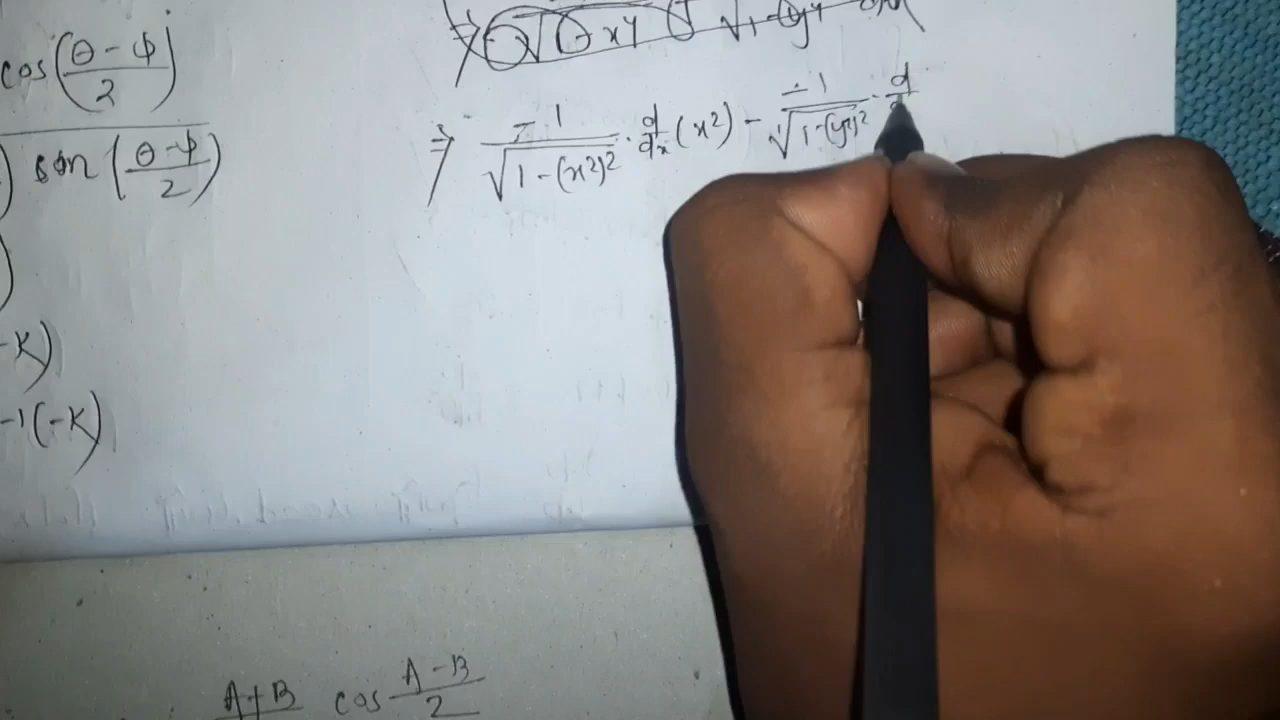 cos(θ-ϕ/2)
sin(θ-ϕ/2)
-K)
-1(-K)
⇒ -1/√1-(x²)² · d/dx (x²) - -1/√1-(y²)² · d
A+B/ cos A-B/2